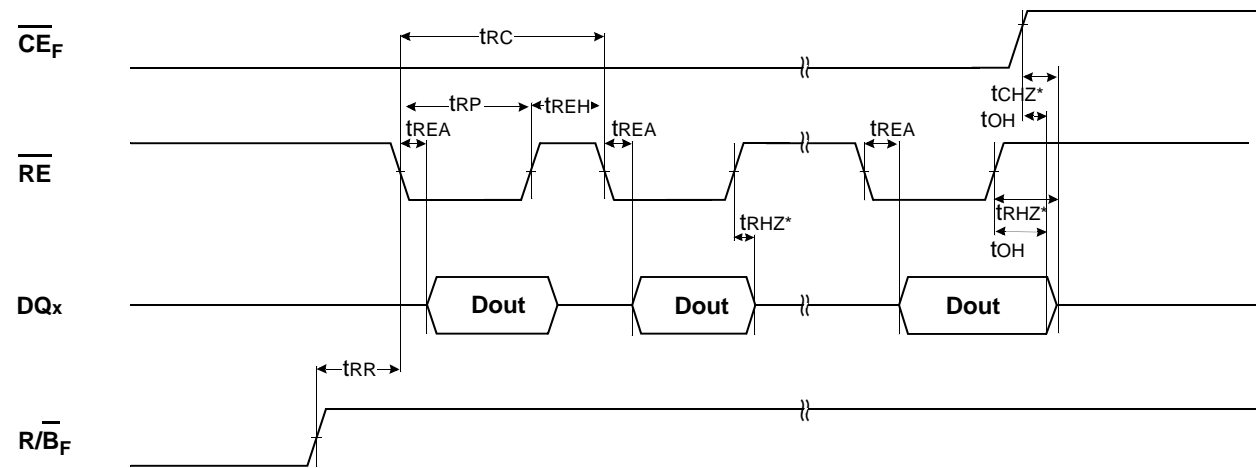 CEF
tRC
tCHZ*
tRP
tREH
tOH
tREA
tREA
tREA
RE
tRHZ*
tRHZ*
tOH
DQx
Dout
Dout
Dout
tRR
R/BF